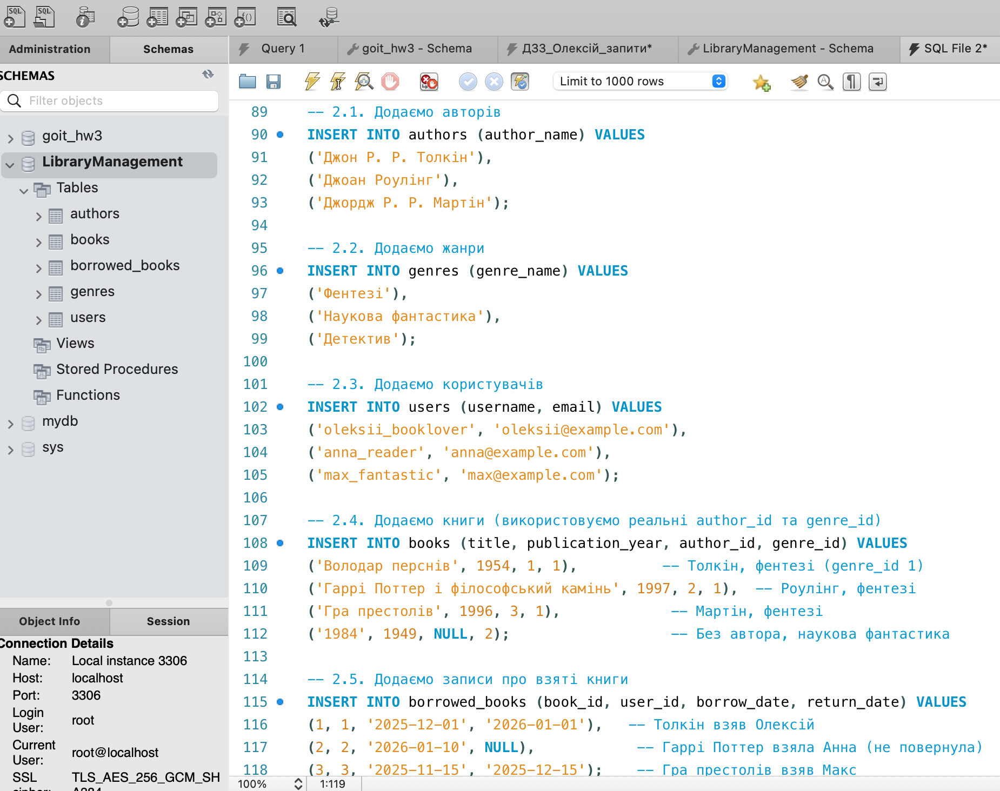 SQL
SQL
Administration
Schemas
SCHEMAS
Filter objects
goit_hw3
LibraryManagement
Tables
authors
books
borrowed_books
genres
users
Views
Stored Procedures
Functions
mydb
sys
Object Info
Session
Connection Details
Name: Local instance 3306
Host: localhost
Port: 3306
Login User: root
Current User: root@localhost
SSL TLS_AES_256_GCM_SH
Query 1
goit_hw3 - Schema
ДЗ3_Олексій_запити*
LibraryManagement - Schema
SQL File 2*
Limit to 1000 rows
89 -- 2.1. Додаємо авторів
90 INSERT INTO authors (author_name) VALUES
91 ('Джон Р. Р. Толкін'),
92 ('Джоан Роулінг'),
93 ('Джордж Р. Р. Мартін');
94
95 -- 2.2. Додаємо жанри
96 INSERT INTO genres (genre_name) VALUES
97 ('Фентезі'),
98 ('Наукова фантастика'),
99 ('Детектив');
100
101 -- 2.3. Додаємо користувачів
102 INSERT INTO users (username, email) VALUES
103 ('oleksii_booklover', 'oleksii@example.com'),
104 ('anna_reader', 'anna@example.com'),
105 ('max_fantastic', 'max@example.com');
106
107 -- 2.4. Додаємо книги (використовуємо реальні author_id та genre_id)
108 INSERT INTO books (title, publication_year, author_id, genre_id) VALUES
109 ('Володар перснів', 1954, 1, 1), -- Толкін, фентезі (genre_id 1)
110 ('Гаррі Поттер і філософський камінь', 1997, 2, 1), -- Роулінг, фентезі
111 ('Гра престолів', 1996, 3, 1), -- Мартін, фентезі
112 ('1984', 1949, NULL, 2); -- Без автора, наукова фантастика
113
114 -- 2.5. Додаємо записи про взяті книги
115 INSERT INTO borrowed_books (book_id, user_id, borrow_date, return_date) VALUES
116 (1, 1, '2025-12-01', '2026-01-01'), -- Толкін взяв Олексій
117 (2, 2, '2026-01-10', NULL), -- Гаррі Поттер взяла Анна (не повернула)
118 (3, 3, '2025-11-15', '2025-12-15'); -- Гра престолів взяв Макс
100%
1:119